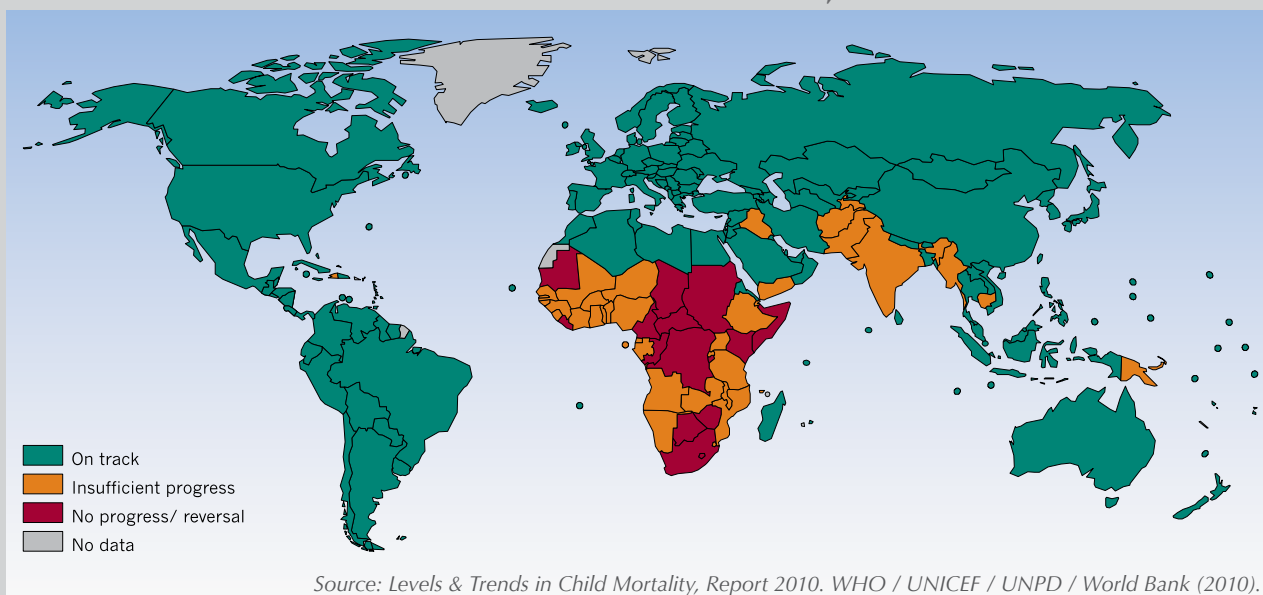 On track
Insufficient progress
No progress/ reversal
No data
Source: Levels & Trends in Child Mortality, Report 2010. WHO / UNICEF / UNPD / World Bank (2010).